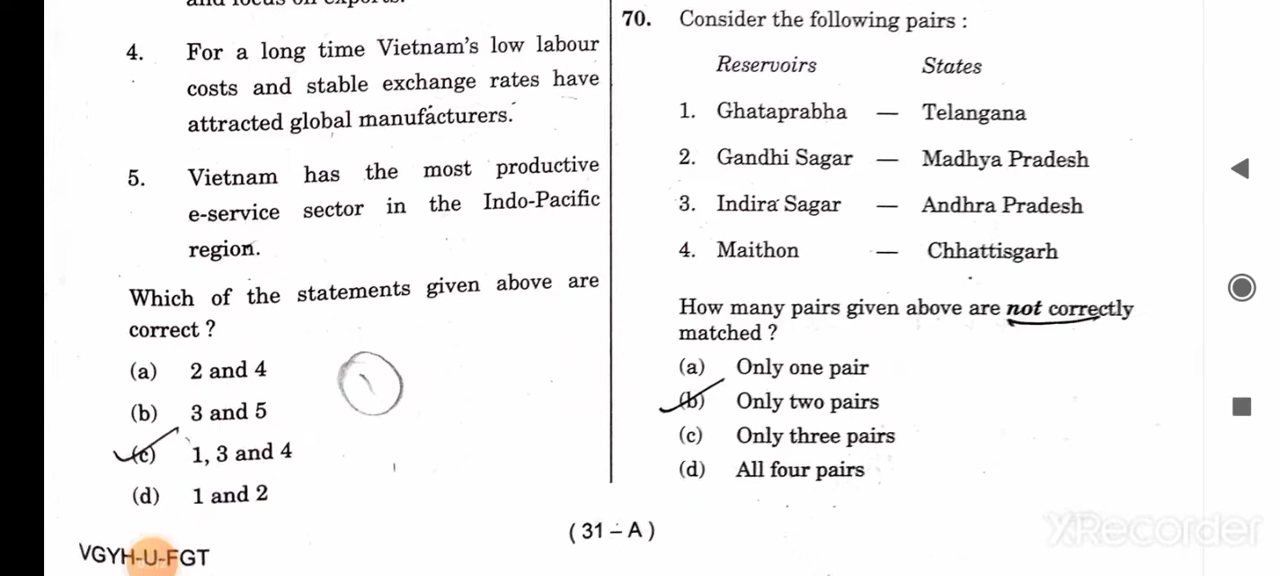 and focus on exports.
4. For a long time Vietnam's low labour
costs and stable exchange rates have
attracted global manufacturers.
5. Vietnam has the most productive
e-service sector in the Indo-Pacific
region.
Which of the statements given above are
correct ?
(a) 2 and 4
(b) 3 and 5
(c) 1, 3 and 4
(d) 1 and 2
70. Consider the following pairs :
Reservoirs States
1. Ghataprabha — Telangana
2. Gandhi Sagar — Madhya Pradesh
3. Indira Sagar — Andhra Pradesh
4. Maithon — Chhattisgarh
How many pairs given above are not correctly
matched ?
(a) Only one pair
(b) Only two pairs
(c) Only three pairs
(d) All four pairs
( 31 – A )
VGYH-U-FGT
XRecorder